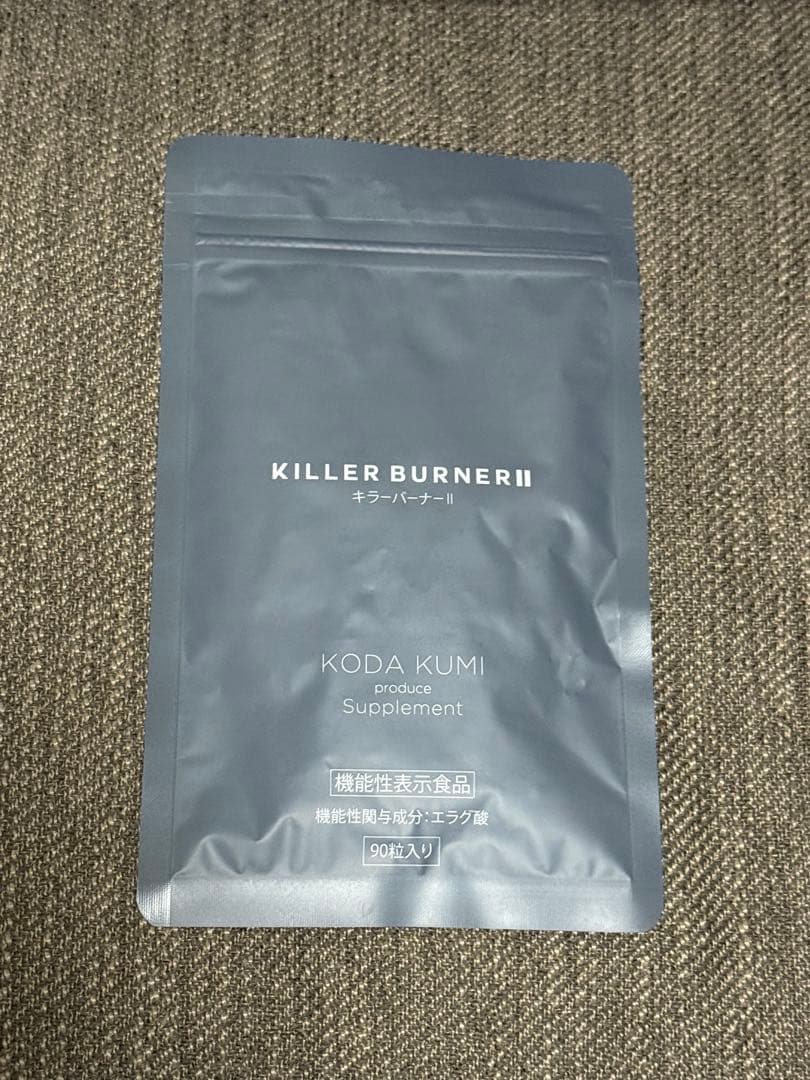 KILLER BURNERⅡ
キラーバーナーⅡ
KODA KUMI
produce
Supplement
機能性表示食品
機能性関与成分:エラグ酸
90粒入り